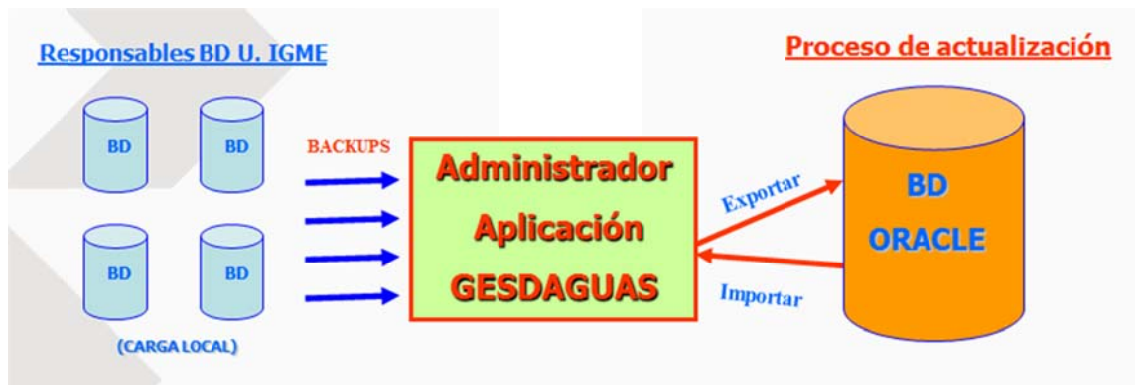 Responsables BD U. IGME
Proceso de actualización
BD
BD
BACKUPS
BD
BD
(CARGA LOCAL)
Administrador
Aplicación
GESDAGUAS
Exportar
Importar
BD
ORACLE